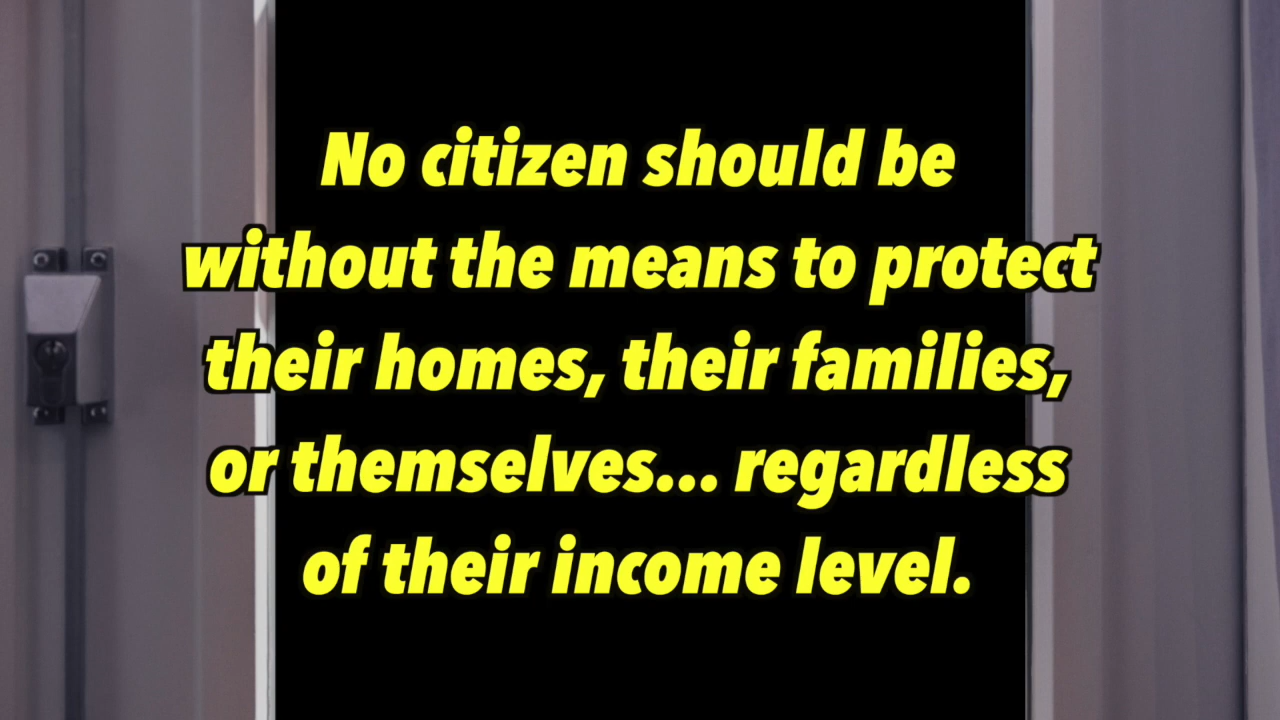 No citizen should be
without the means to protect
their homes, their families,
or themselves... regardless
of their income level.